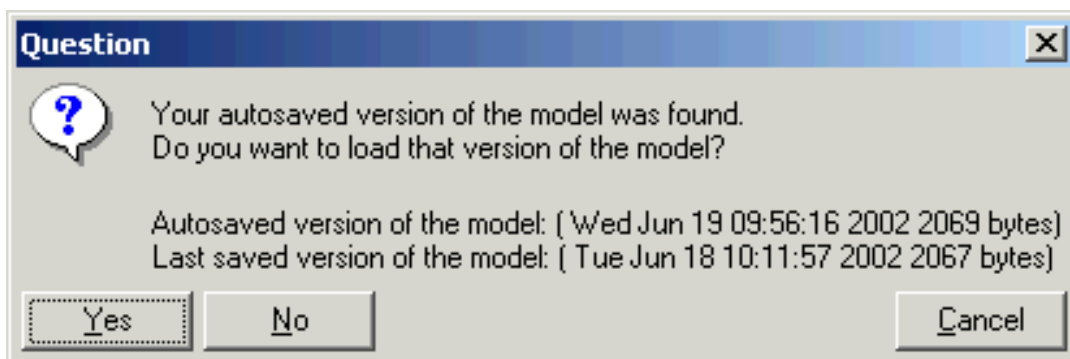 Question
?
Your autosaved version of the model was found.
Do you want to load that version of the model?
Autosaved version of the model: ( Wed Jun 19 09:56:16 2002 2069 bytes)
Last saved version of the model: ( Tue Jun 18 10:11:57 2002 2067 bytes)
Yes No Cancel